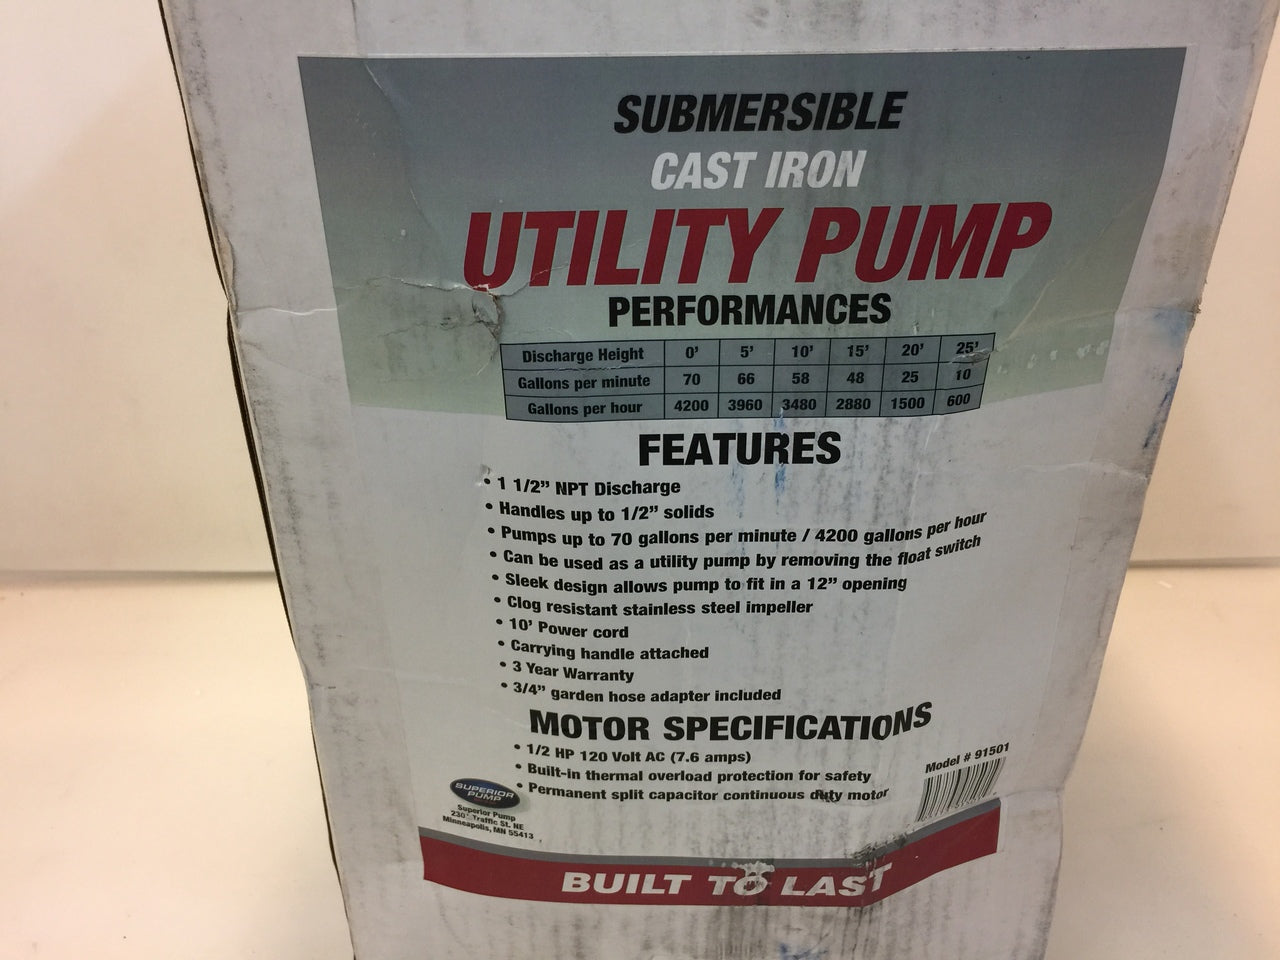 SUBMERSIBLE
CAST IRON
UTILITY PUMP
PERFORMANCES
Discharge Height 0' 5' 10' 15' 20' 25'
Gallons per minute 70 66 58 48 25 10
Gallons per hour 4200 3960 3480 2880 1500 600
FEATURES
• 1 1/2” NPT Discharge
• Handles up to 1/2” solids
• Pumps up to 70 gallons per minute / 4200 gallons per hour
• Can be used as a utility pump by removing the float switch
• Sleek design allows pump to fit in a 12” opening
• Clog resistant stainless steel impeller
• 10’ Power cord
• Carrying handle attached
• 3 Year Warranty
• 3/4” garden hose adapter included
MOTOR SPECIFICATIONS
• 1/2 HP 120 Volt AC (7.6 amps)
• Built-in thermal overload protection for safety
• Permanent split capacitor continuous duty motor
Model # 91501
SUPERIOR
PUMP
Superior Pump
Traffic St. NE
Minneapolis, MN 55413
BUILT TO LAST